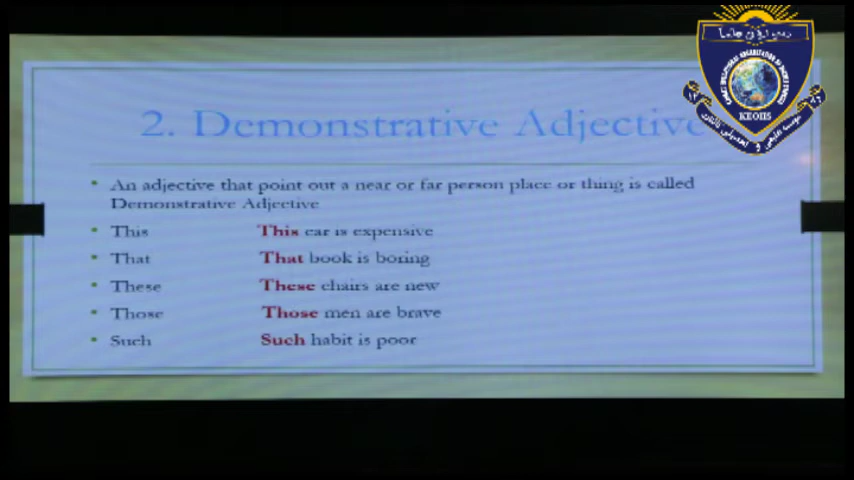 2. Demonstrative Adjective
• An adjective that point out a near or far person place or thing is called
Demonstrative Adjective
• This This car is expensive
• That That book is boring
• These These chairs are new
• Those Those men are brave
• Such Such habit is poor
KEOHS